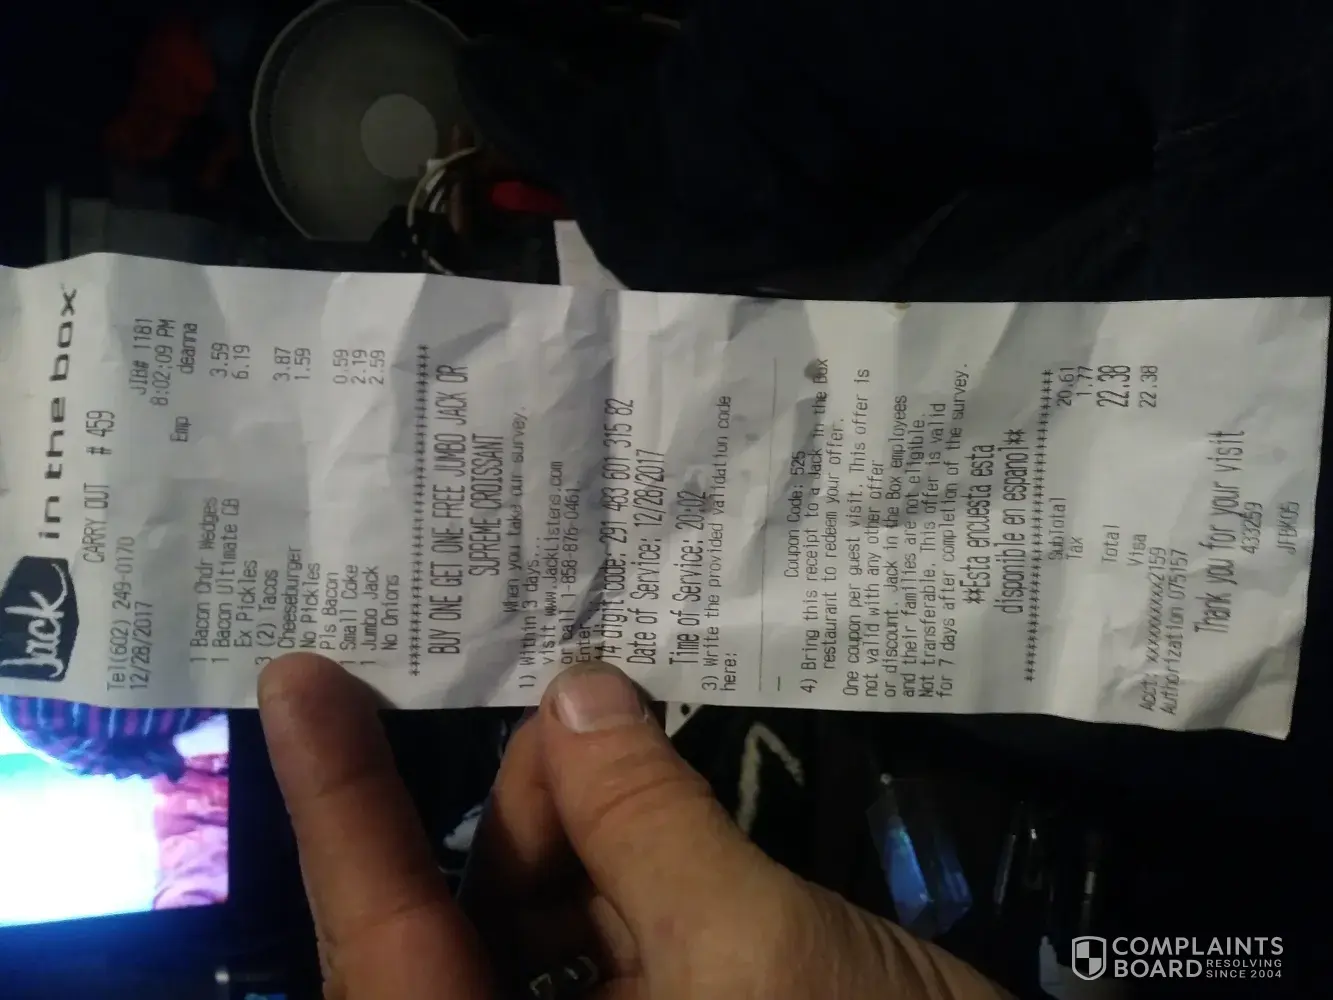 Jack in the box
CARRY OUT # 459
Tel(602) 249-0170 JIB# 1181
12/28/2017 8:02:09 PM
Emp deanna
1 Bacon Chdr Wedges 3.59
1 Bacon Ultimate CB 6.19
Ex Pickles
3 (2) Tacos 3.87
Cheeseburger 1.59
No Pickles
Pls Bacon 0.59
1 Small Coke 2.19
1 Jumbo Jack 2.59
No Onions
BUY ONE GET ONE FREE JUMBO JACK OR
SUPREME CROISSANT
When you take our survey.
1) Within 3 days...
visit www.Jacklistens.com
or call 1-858-876-0461
Enter
14 digit code: 291 483 601 315 82
Date of Service: 12/28/2017
Time of Service: 20:02
3) Write the provided validation code
here:
Coupon Code: 525
4) Bring this receipt to a Jack in the Box
restaurant to redeem your offer.
One coupon per guest visit. This offer is
not valid with any other offer
or discount. Jack in the Box employees
and their families are not eligible.
Not transferable. This offer is valid
for 7 days after completion of the survey.
**Esta encuesta esta
disponible en espanol**
SubTotal 20.61
Tax 1.77
Total 22.38
Visa 22.38
Acct: xxxxxxxxxxxx2159
Authorization 075157
Thank you for your visit
433259
JFBK05
COMPLAINTS
BOARD RESOLVING
SINCE 2004